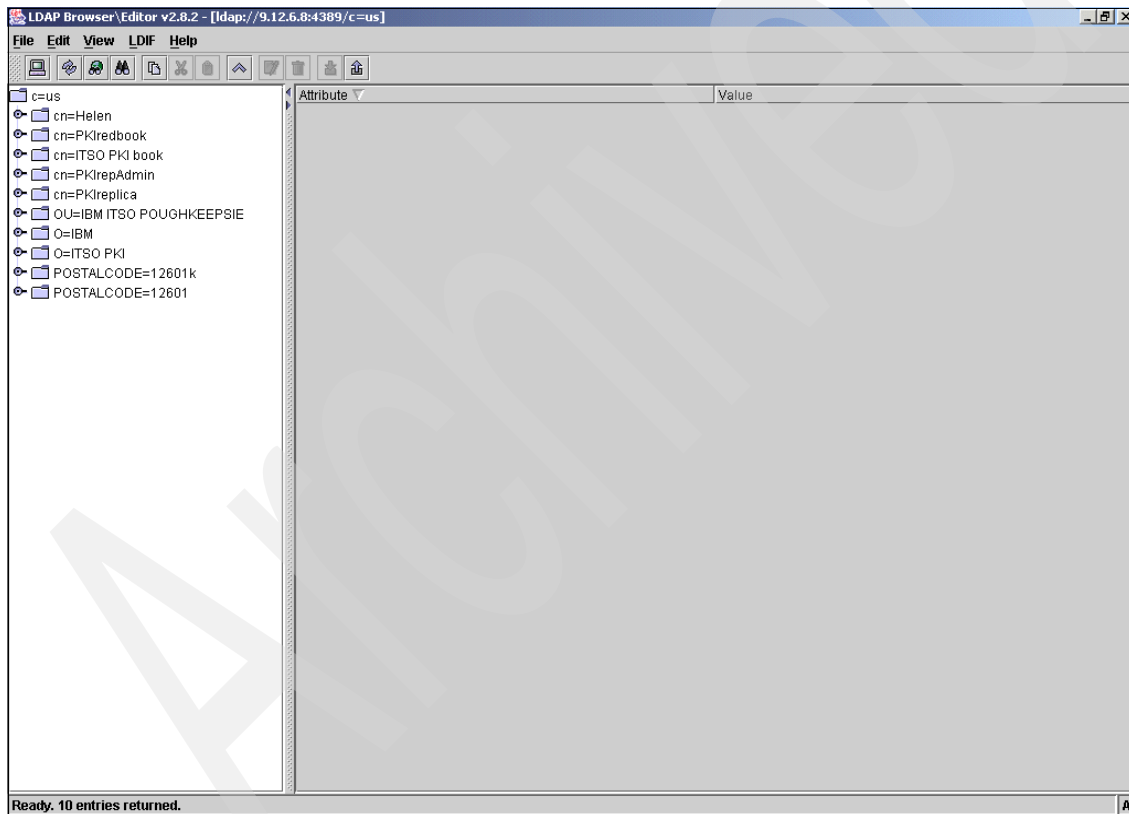 LDAP Browser\Editor v2.8.2 - [ldap://9.12.6.8:4389/c=us]
File Edit View LDIF Help
c=us
Attribute Value
cn=Helen
cn=PKIredbook
cn=ITSO PKI book
cn=PKIrepAdmin
cn=PKIreplica
OU=IBM ITSO POUGHKEEPSIE
O=IBM
O=ITSO PKI
POSTALCODE=12601k
POSTALCODE=12601
Ready. 10 entries returned.